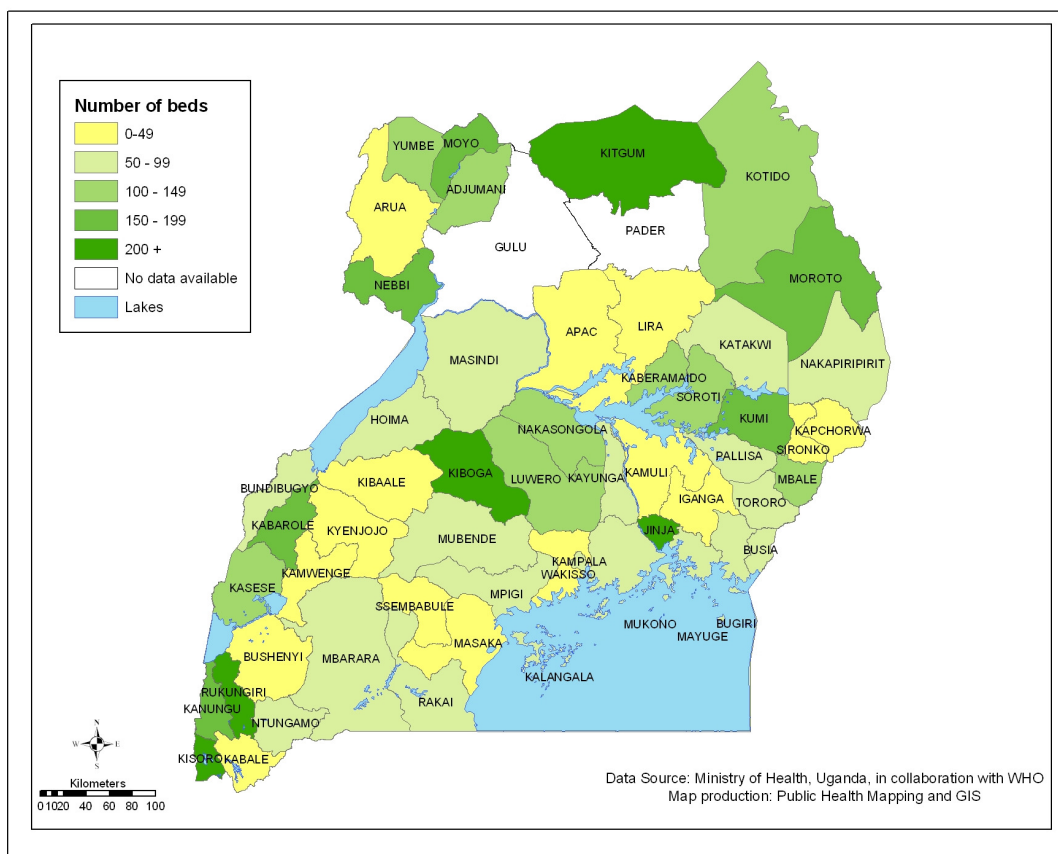 Number of beds
0-49
50 - 99
100 - 149
150 - 199
200 +
No data available
Lakes
YUMBE
MOYO
ADJUMANI
ARUA
KITGUM
KOTIDO
GULU
PADER
NEBBI
MOROTO
APAC
LIRA
KATAKWI
NAKAPIRIPIRIT
MASINDI
KABERAMAIDO
SOROTI
HOIMA
KUMI
NAKASONGOLA
KAPCHORWA
SIRONKO
PALLISA
KIBOGA
LUWERO
KAYUNGA
KAMULI
MBALE
KIBAALE
IGANGA
BUNDIBUGYO
TORORO
KABAROLE
KYENJOJO
MUBENDE
JINJA
BUSIA
KAMPALA
WAKISSO
KAMWENGE
KASESE
MPIGI
SSEMBABULE
MUKONO
BUGIRI
MAYUGE
MASAKA
BUSHENYI
MBARARA
KALANGALA
RUKUNGIRI
RAKAI
KANUNGU
NTUNGAMO
KISORO
KABALE
N
W E
S
Kilometers
0 10 20 40 60 80 100
Data Source: Ministry of Health, Uganda, in collaboration with WHO
Map production: Public Health Mapping and GIS